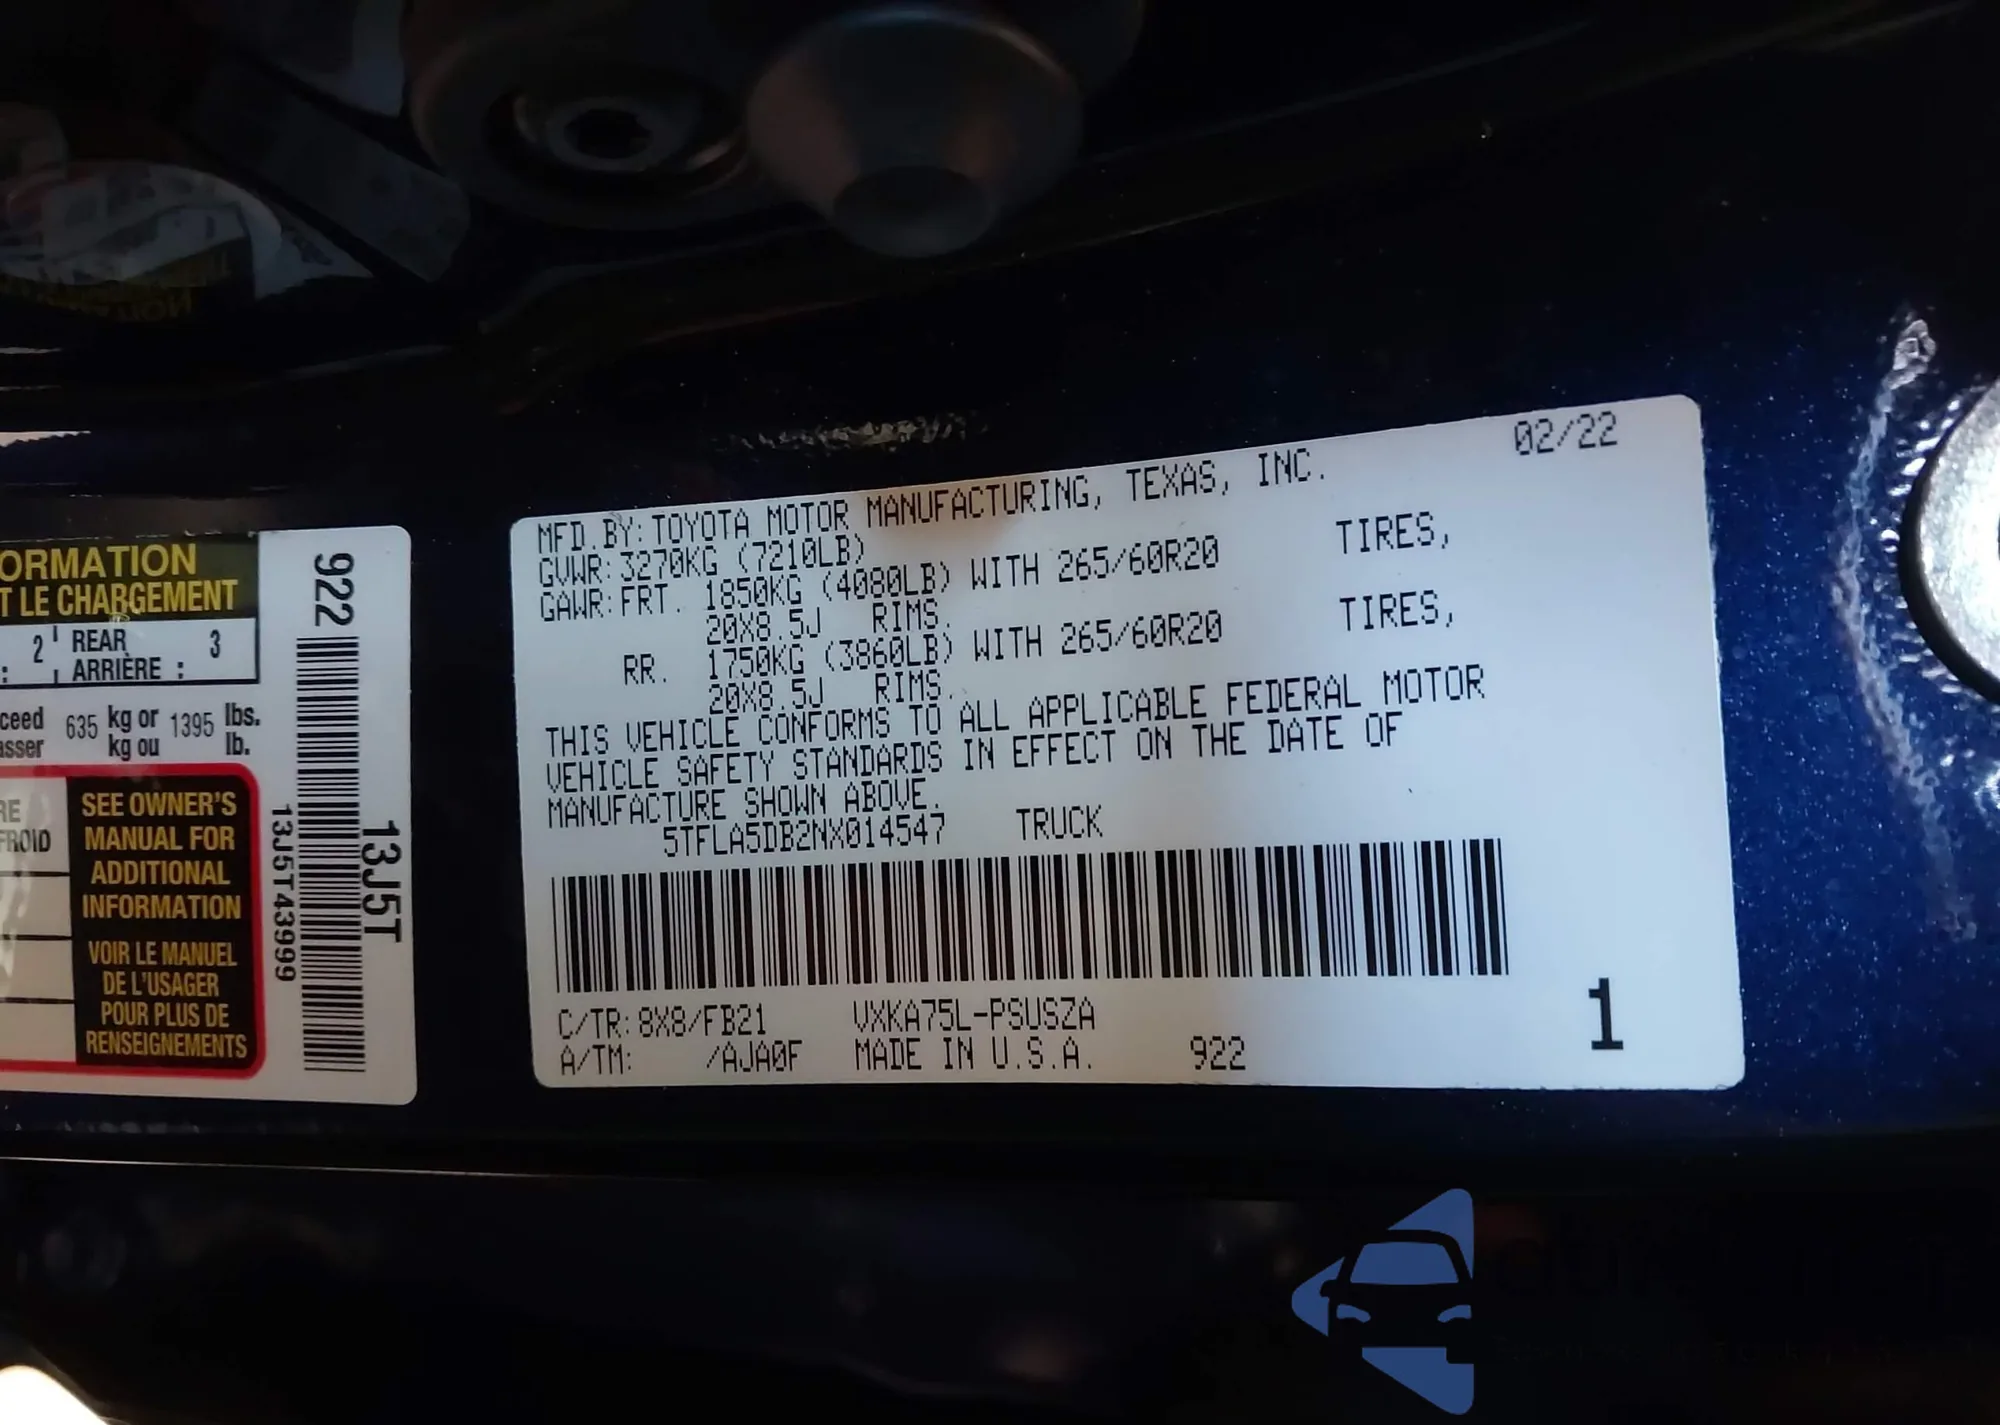 ORMATION
T LE CHARGEMENT
: 2 REAR 3
ARRIÈRE :
ceed 635 kg or 1395 lbs.
asser kg ou lb.
RE
FROID
SEE OWNER'S
MANUAL FOR
ADDITIONAL
INFORMATION
VOIR LE MANUEL
DE L'USAGER
POUR PLUS DE
RENSEIGNEMENTS
922
13J5T
13J5T43999
02/22
MFD.BY:TOYOTA MOTOR MANUFACTURING, TEXAS, INC.
GVWR:3270KG (7210LB)
GAWR:FRT. 1850KG (4080LB) WITH 265/60R20 TIRES,
20X8.5J RIMS.
RR. 1750KG (3860LB) WITH 265/60R20 TIRES,
20X8.5J RIMS.
THIS VEHICLE CONFORMS TO ALL APPLICABLE FEDERAL MOTOR
VEHICLE SAFETY STANDARDS IN EFFECT ON THE DATE OF
MANUFACTURE SHOWN ABOVE.
5TFLA5DB2NX014547 TRUCK
C/TR:8X8/FB21 VXKA75L-PSUSZA
A/TM: /AJA0F MADE IN U.S.A. 922
1